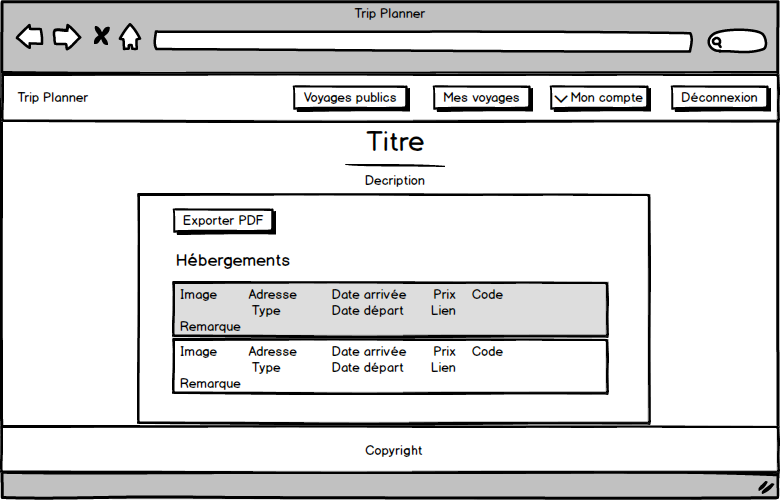 Trip Planner
Trip Planner
Voyages publics
Mes voyages
Mon compte
Déconnexion
Titre
Decription
Exporter PDF
Hébergements
Image Adresse Date arrivée Prix Code
Type Date départ Lien
Remarque
Image Adresse Date arrivée Prix Code
Type Date départ Lien
Remarque
Copyright